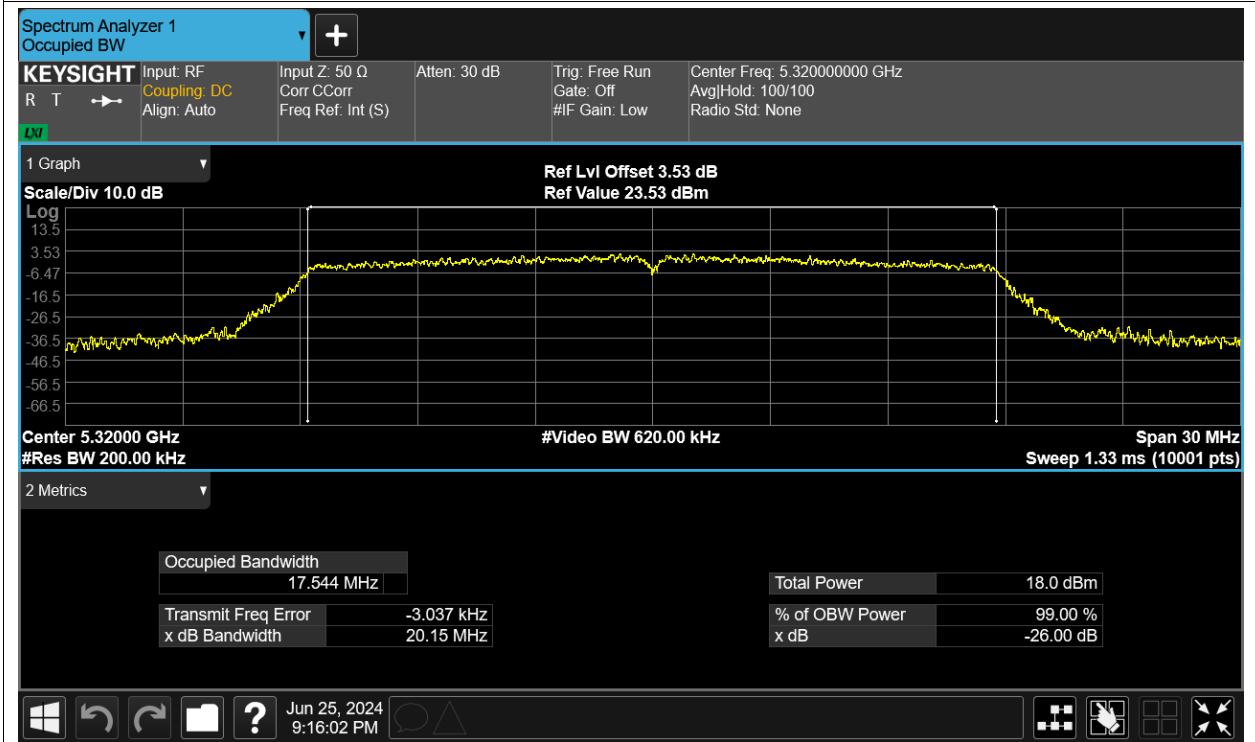 Spectrum Analyzer 1
Occupied BW
KEYSIGHT
R T
LXI
Input: RF
Coupling: DC
Align: Auto
Input Z: 50 Ω
Corr CCorr
Freq Ref: Int (S)
Atten: 30 dB
Trig: Free Run
Gate: Off
#IF Gain: Low
Center Freq: 5.320000000 GHz
Avg|Hold: 100/100
Radio Std: None
1 Graph
Scale/Div 10.0 dB
Ref Lvl Offset 3.53 dB
Ref Value 23.53 dBm
Log
13.5
3.53
-6.47
-16.5
-26.5
-36.5
-46.5
-56.5
-66.5
Center 5.32000 GHz
#Res BW 200.00 kHz
#Video BW 620.00 kHz
Span 30 MHz
Sweep 1.33 ms (10001 pts)
2 Metrics
Occupied Bandwidth
17.544 MHz
Transmit Freq Error -3.037 kHz
x dB Bandwidth 20.15 MHz
Total Power 18.0 dBm
% of OBW Power 99.00 %
x dB -26.00 dB
?
Jun 25, 2024
9:16:02 PM